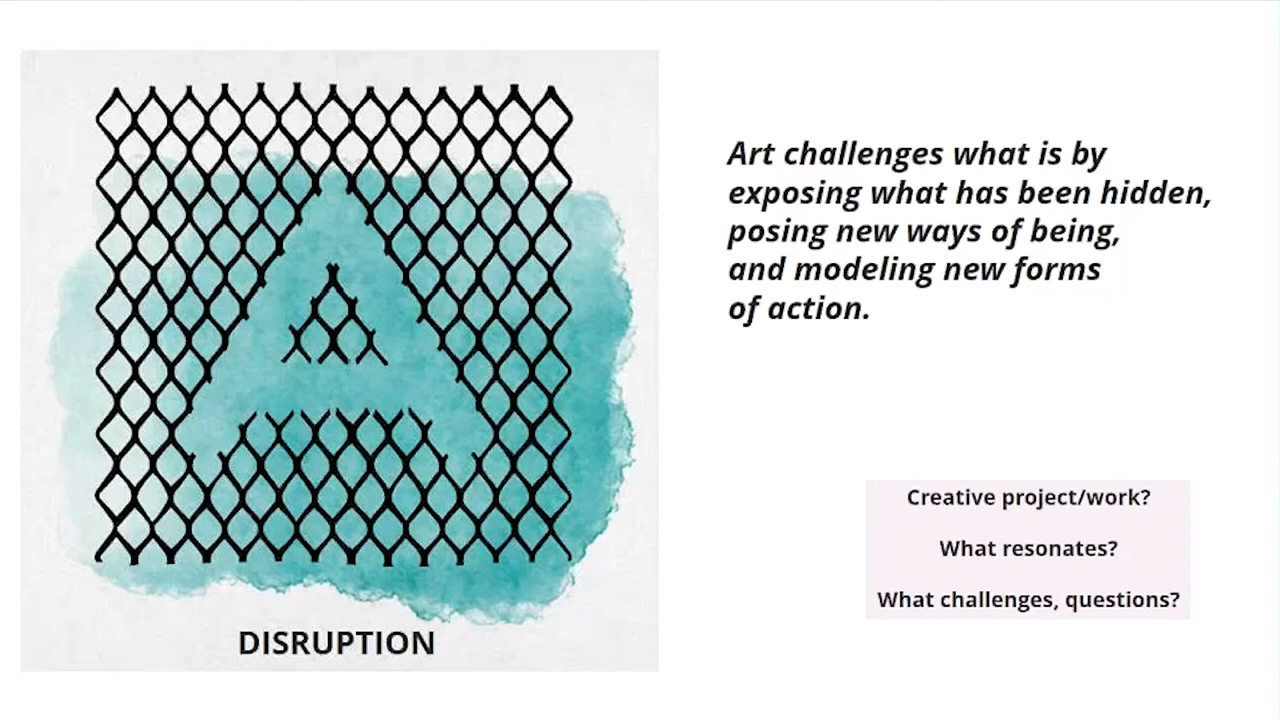 Art challenges what is by
exposing what has been hidden,
posing new ways of being,
and modeling new forms
of action.
Creative project/work?
What resonates?
What challenges, questions?
DISRUPTION